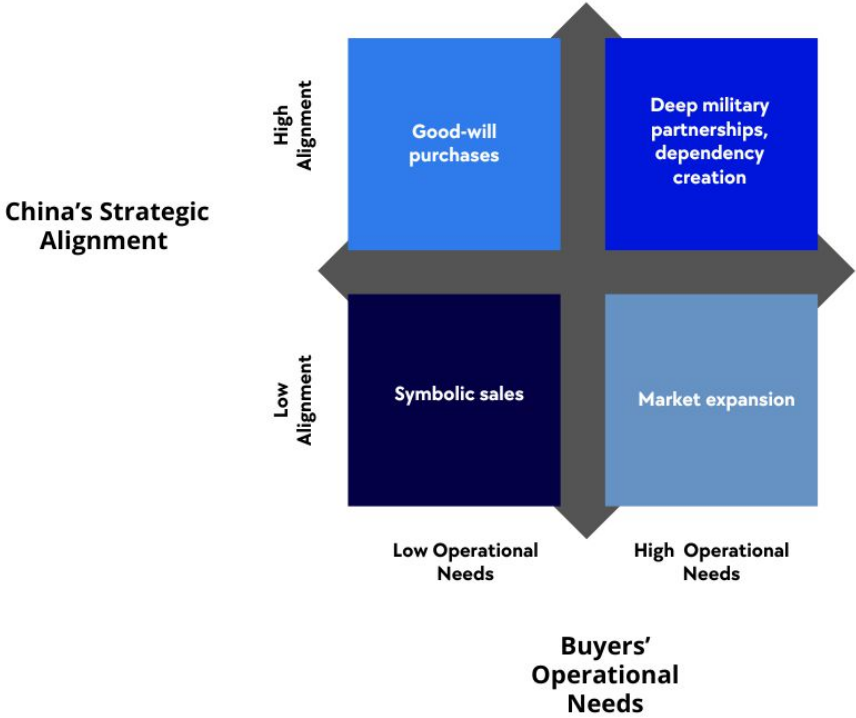 High
Alignment
Good-will
purchases
Deep military
partnerships,
dependency
creation
China's Strategic
Alignment
Low
Alignment
Symbolic sales
Market expansion
Low Operational
Needs
High Operational
Needs
Buyers'
Operational
Needs